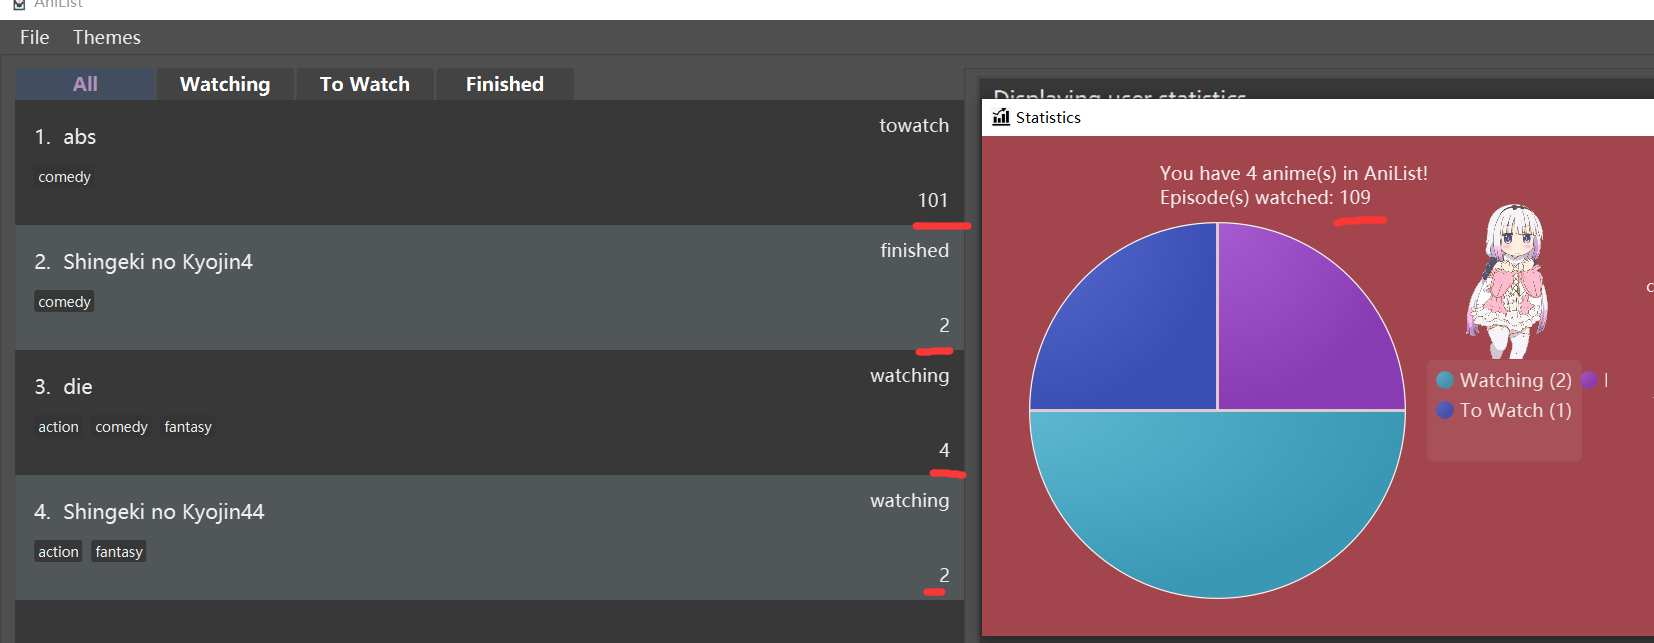 AniList
File Themes
All Watching To Watch Finished
1. abs
towatch
comedy
101
2. Shingeki no Kyojin4
finished
comedy
2
3. die
watching
action comedy fantasy
4
4. Shingeki no Kyojin44
watching
action fantasy
2
Displaying user statistics
Statistics
You have 4 anime(s) in AniList!
Episode(s) watched: 109
Watching (2)
To Watch (1)